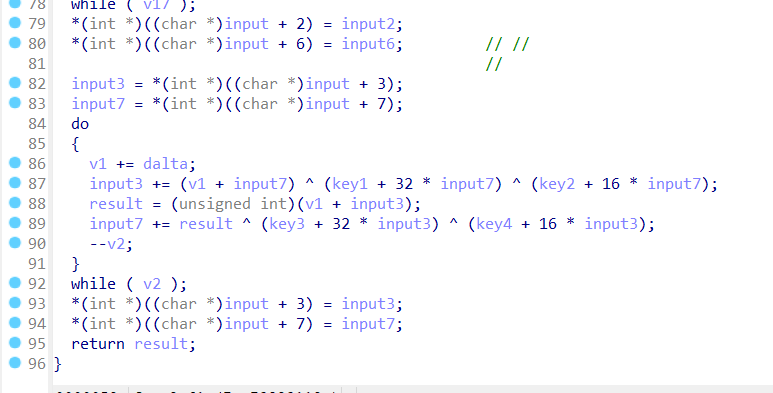 78 while ( v17 );
79 *(int *)((char *)input + 2) = input2;
80 *(int *)((char *)input + 6) = input6; // //
81 //
82 input3 = *(int *)((char *)input + 3);
83 input7 = *(int *)((char *)input + 7);
84 do
85 {
86 v1 += dalta;
87 input3 += (v1 + input7) ^ (key1 + 32 * input7) ^ (key2 + 16 * input7);
88 result = (unsigned int)(v1 + input3);
89 input7 += result ^ (key3 + 32 * input3) ^ (key4 + 16 * input3);
90 --v2;
91 }
92 while ( v2 );
93 *(int *)((char *)input + 3) = input3;
94 *(int *)((char *)input + 7) = input7;
95 return result;
96 }